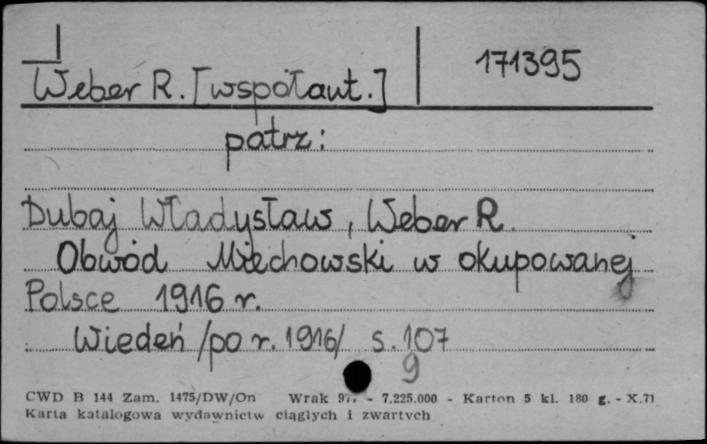 171395
Weber R. [współaut.]
patrz:
Dubaj Władysław, Weber R.
Obwód Miechowski w okupowanej
Polsce 1916 r.
Wiedeń /po r. 1916/ s. 107
9
CWD B 144 Zam. 1475/DW/On Wrak - 7.225.000 - Karton 5 kl. 180 g. - X.71
Karta katalogowa wydawnictw ciągłych i zwartych